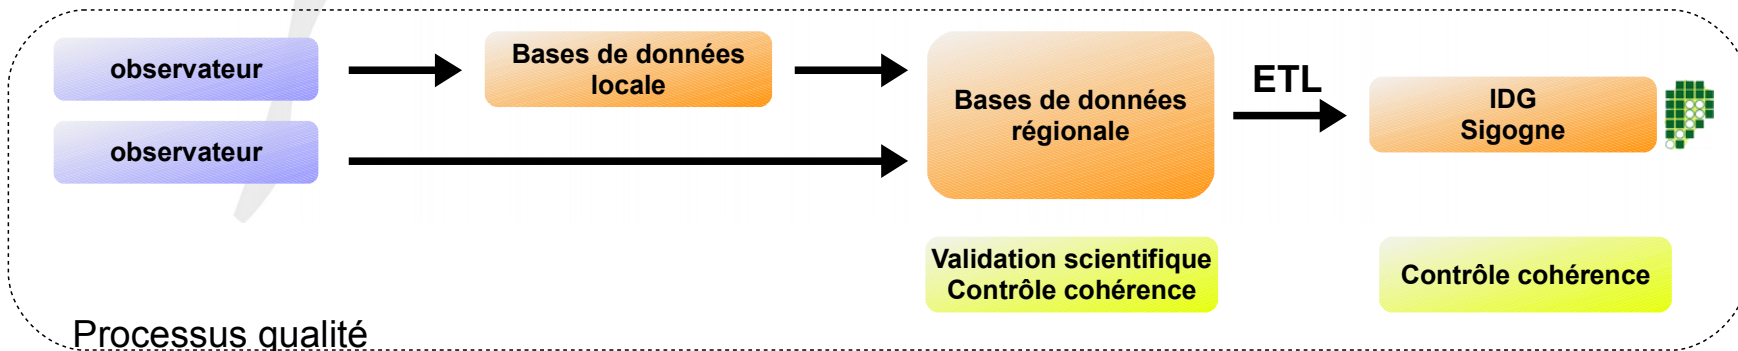 observateur
Bases de données
locale
observateur
Bases de données
régionale
ETL
IDG
Sigogne
Validation scientifique
Contrôle cohérence
Contrôle cohérence
Processus qualité